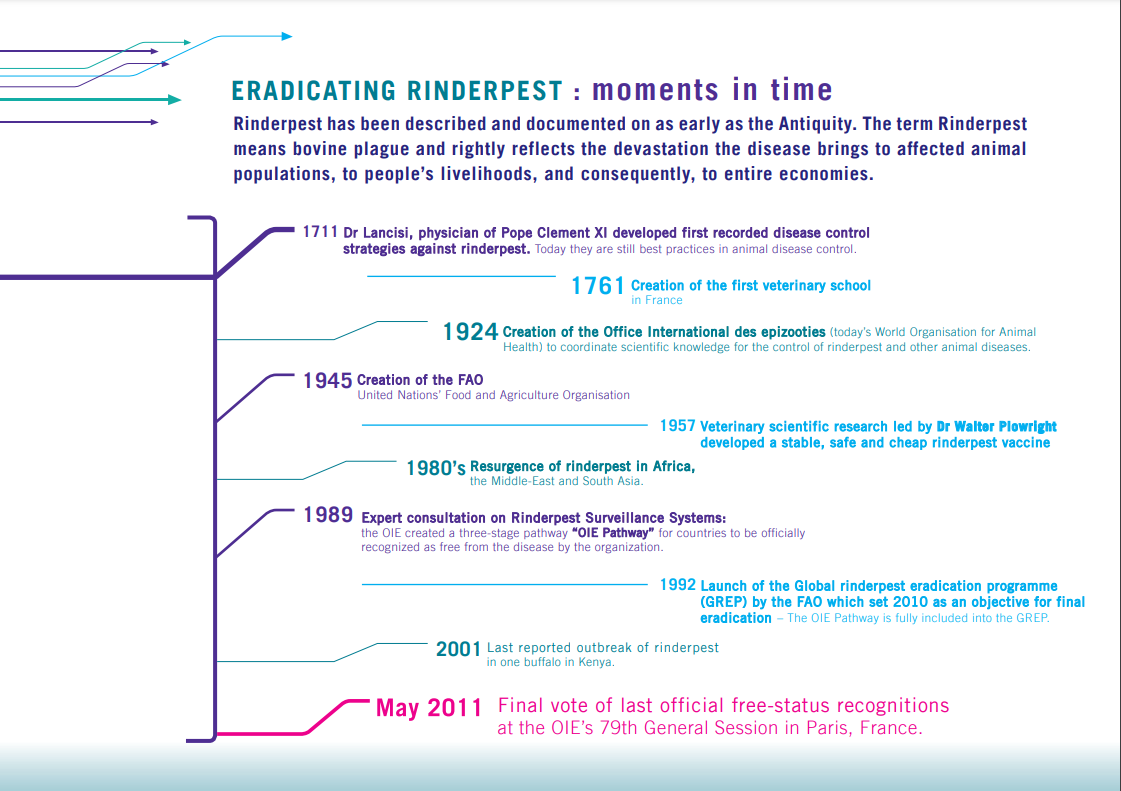 ERADICATING RINDERPEST : moments in time
Rinderpest has been described and documented on as early as the Antiquity. The term Rinderpest
means bovine plague and rightly reflects the devastation the disease brings to affected animal
populations, to people's livelihoods, and consequently, to entire economies.
1711 Dr Lancisi, physician of Pope Clement XI developed first recorded disease control
strategies against rinderpest. Today they are still best practices in animal disease control.
1761 Creation of the first veterinary school
in France
1924 Creation of the Office International des epizooties (today's World Organisation for Animal
Health) to coordinate scientific knowledge for the control of rinderpest and other animal diseases.
1945 Creation of the FAO
United Nations' Food and Agriculture Organisation
1957 Veterinary scientific research led by Dr Walter Plowright
developed a stable, safe and cheap rinderpest vaccine
1980's Resurgence of rinderpest in Africa,
the Middle-East and South Asia.
1989 Expert consultation on Rinderpest Surveillance Systems:
the OIE created a three-stage pathway “OIE Pathway” for countries to be officially
recognized as free from the disease by the organization.
1992 Launch of the Global rinderpest eradication programme
(GREP) by the FAO which set 2010 as an objective for final
eradication – The OIE Pathway is fully included into the GREP.
2001 Last reported outbreak of rinderpest
in one buffalo in Kenya.
May 2011 Final vote of last official free-status recognitions
at the OIE's 79th General Session in Paris, France.